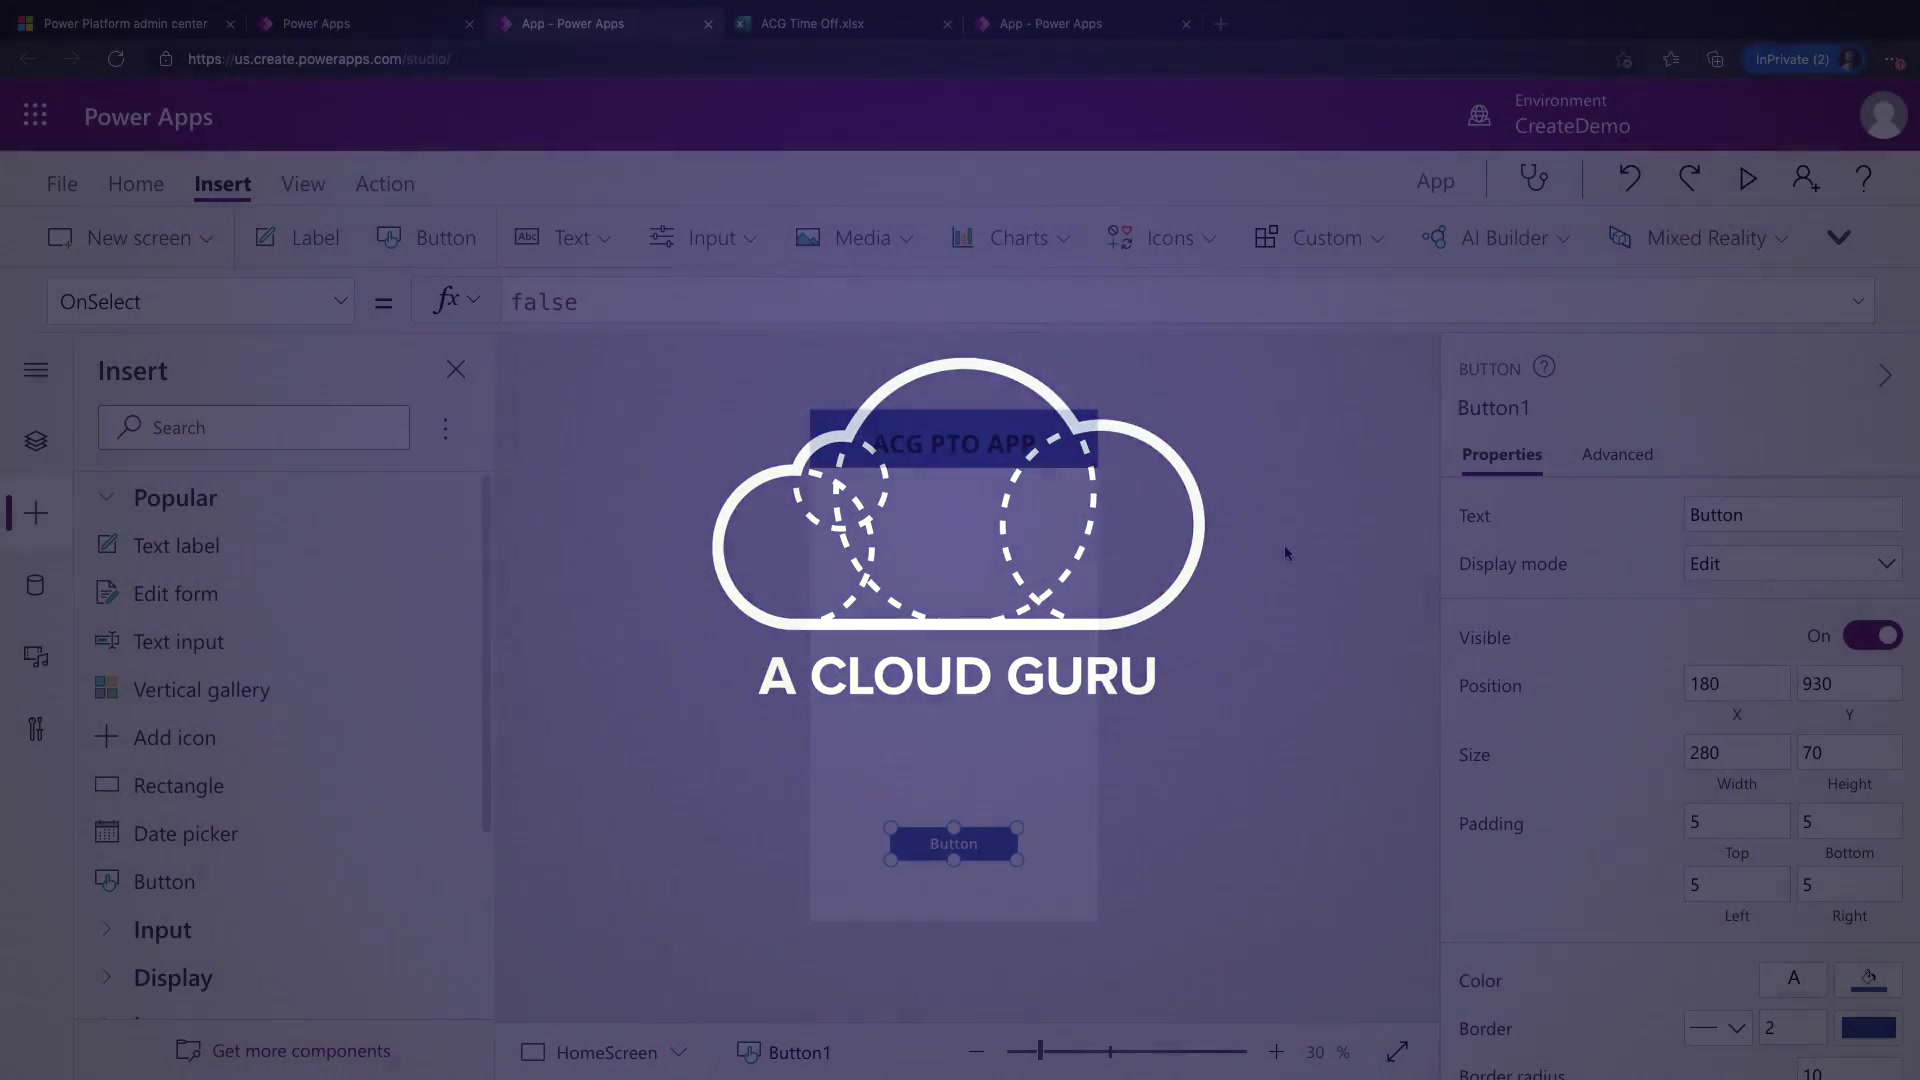 Power Platform admin center
Power Apps
App - Power Apps
ACG Time Off.xlsx
App - Power Apps
https://us.create.powerapps.com/studio/
InPrivate (2)
Power Apps
Environment
CreateDemo
File
Home
Insert
View
Action
App
New screen
Label
Button
Abc
Text
Input
Media
Charts
Icons
Custom
AI Builder
Mixed Reality
OnSelect
=
fx
false
Insert
Search
Popular
Text label
Edit form
Text input
Vertical gallery
Add icon
Rectangle
Date picker
Button
Input
Display
Get more components
ACG PTO APP
A CLOUD GURU
Button
HomeScreen
Button1
30 %
BUTTON
Button1
Properties
Advanced
Text
Button
Display mode
Edit
Visible
On
Position
180
930
X
Y
Size
280
70
Width
Height
Padding
5
5
Top
Bottom
5
5
Left
Right
Color
A
Border
2
Border radius
10